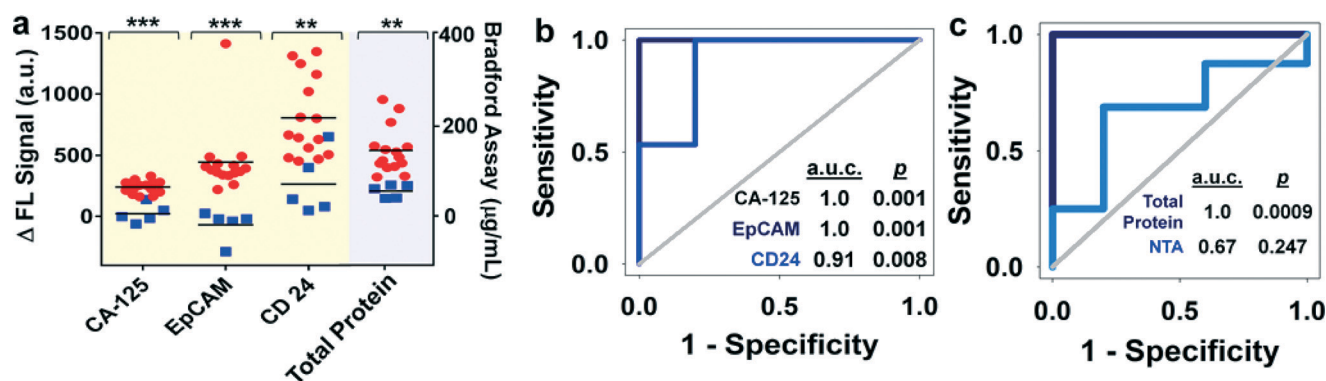 a
*** *** ** **
1500
1000
500
0
Δ FL Signal (a.u.)
400
200
0
Bradford Assay (μg/mL)
CA-125
EpCAM
CD 24
Total Protein
b
1.0
0.5
0.0
Sensitivity
a.u.c. p
CA-125 1.0 0.001
EpCAM 1.0 0.001
CD24 0.91 0.008
0.0 0.5 1.0
1 - Specificity
c
1.0
0.5
0.0
Sensitivity
a.u.c. p
Total
Protein 1.0 0.0009
NTA 0.67 0.247
0.0 0.5 1.0
1 - Specificity